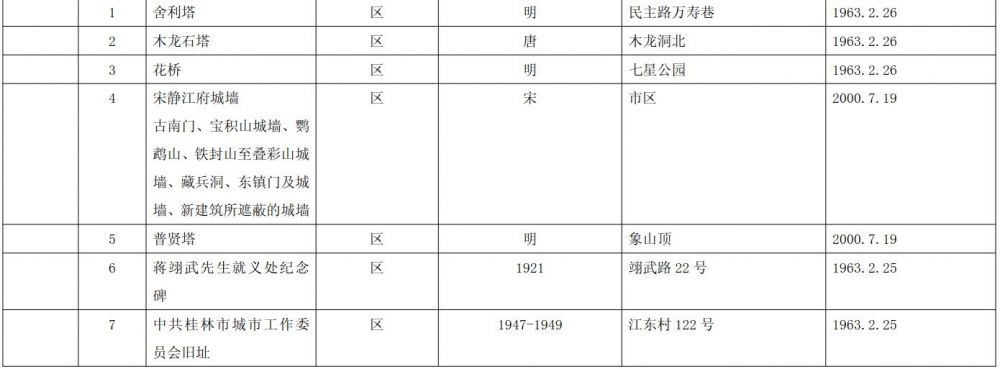 1 舍利塔 区 明 民主路万寿巷 1963.2.26
2 木龙石塔 区 唐 木龙洞北 1963.2.26
3 花桥 区 明 七星公园 1963.2.26
4 宋静江府城墙 区 宋 市区 2000.7.19
古南门、宝积山城墙、鹦
鹉山、铁封山至叠彩山城
墙、藏兵洞、东镇门及城
墙、新建筑所遮蔽的城墙
5 普贤塔 区 明 象山顶 2000.7.19
6 蒋翊武先生就义处纪念 区 1921 翊武路 22 号 1963.2.25
碑
7 中共桂林市城市工作委 区 1947-1949 江东村 122 号 1963.2.25
员会旧址